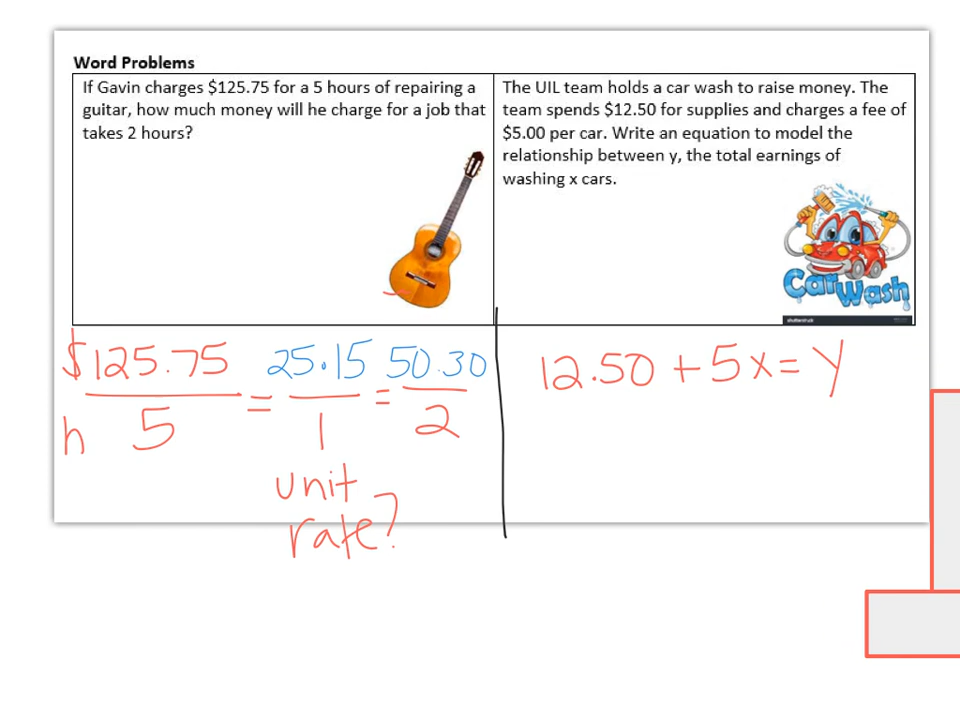 Word Problems
If Gavin charges $125.75 for a 5 hours of repairing a
guitar, how much money will he charge for a job that
takes 2 hours?
The UIL team holds a car wash to raise money. The
team spends $12.50 for supplies and charges a fee of
$5.00 per car. Write an equation to model the
relationship between y, the total earnings of
washing x cars.
Car Wash
shutterstock
$125.75 / h 5 = 25.15 / 1 = 50.30 / 2
unit
rate?
12.50 + 5x = y